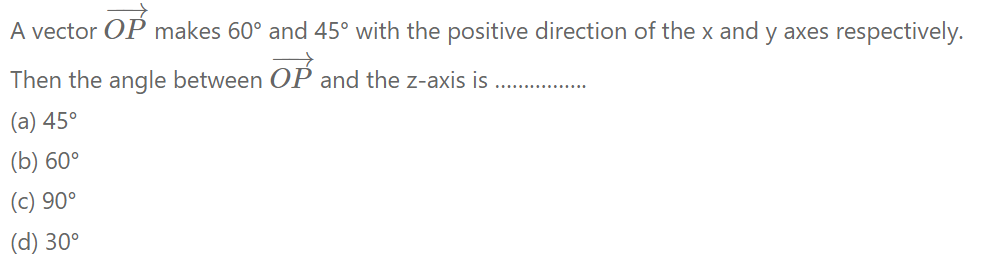 A vector $\overrightarrow{OP}$ makes 60° and 45° with the positive direction of the x and y axes respectively.
Then the angle between $\overrightarrow{OP}$ and the z-axis is ................
(a) 45°
(b) 60°
(c) 90°
(d) 30°